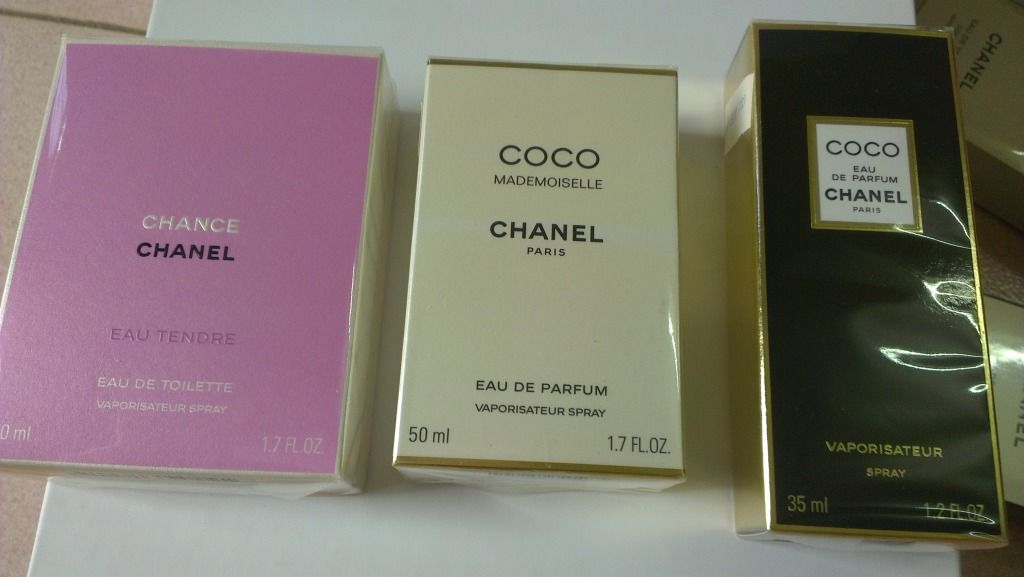 CHANCE
CHANEL
EAU TENDRE
EAU DE TOILETTE
VAPORISATEUR SPRAY
0 ml 1.7 FL.OZ.
COCO
MADEMOISELLE
CHANEL
PARIS
EAU DE PARFUM
VAPORISATEUR SPRAY
50 ml 1.7 FL.OZ.
COCO
EAU
DE PARFUM
CHANEL
PARIS
VAPORISATEUR
SPRAY
35 ml 1.2 FL.OZ.
CHANEL